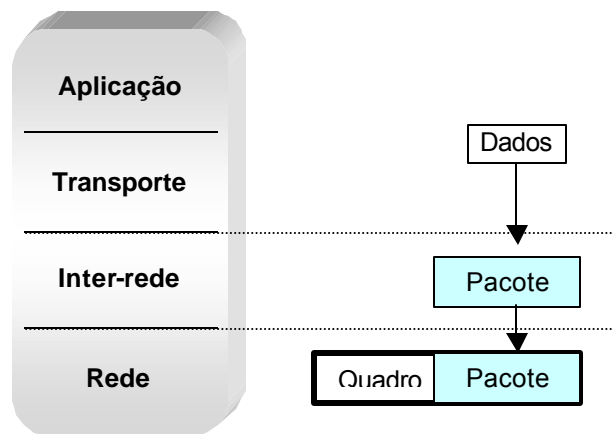 Aplicação
Dados
Transporte
Inter-rede
Pacote
Rede
Quadro
Pacote